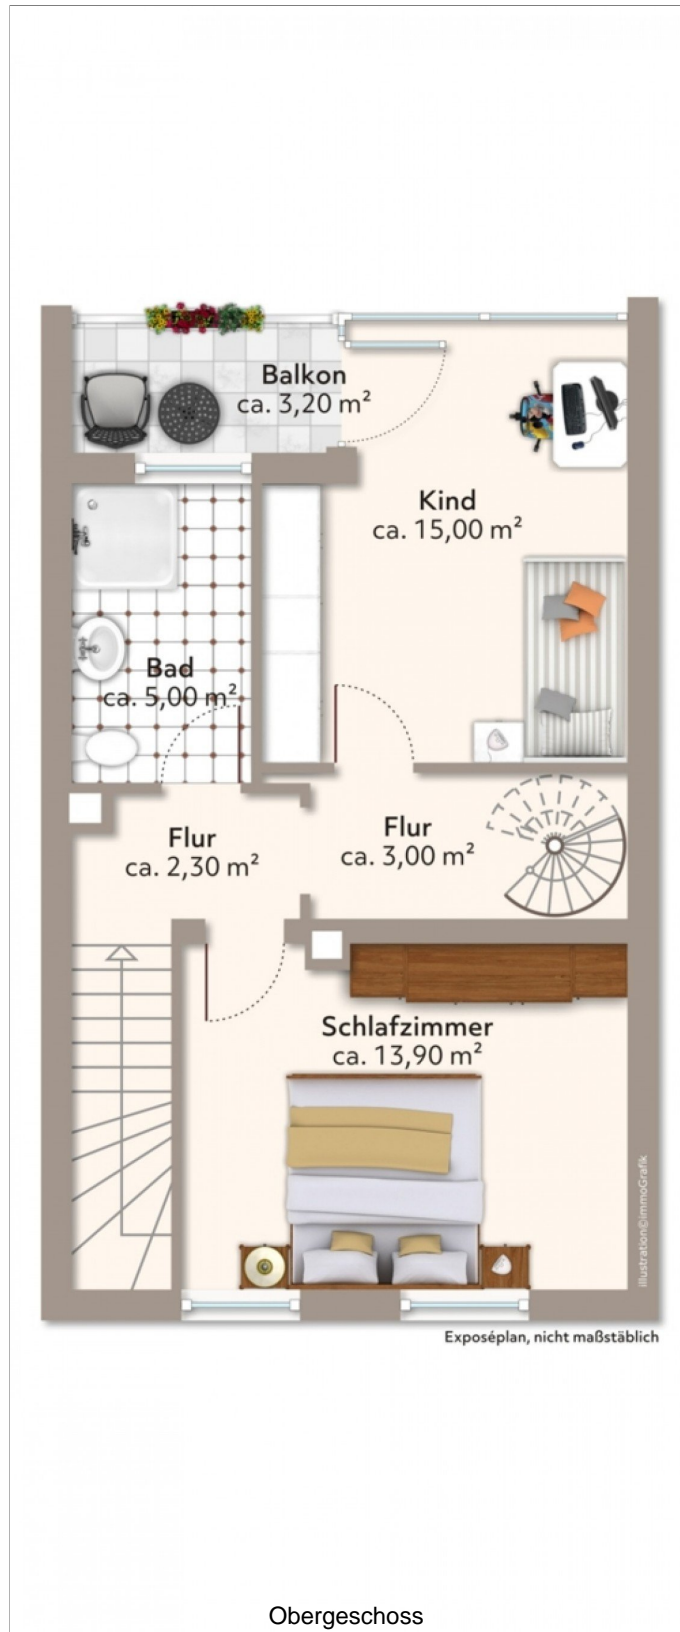 Balkon
ca. 3,20 m²
Kind
ca. 15,00 m²
Bad
ca. 5,00 m²
Flur
ca. 2,30 m²
Flur
ca. 3,00 m²
Schlafzimmer
ca. 13,90 m²
illustration©immoGrafik
Exposéplan, nicht maßstäblich
Obergeschoss